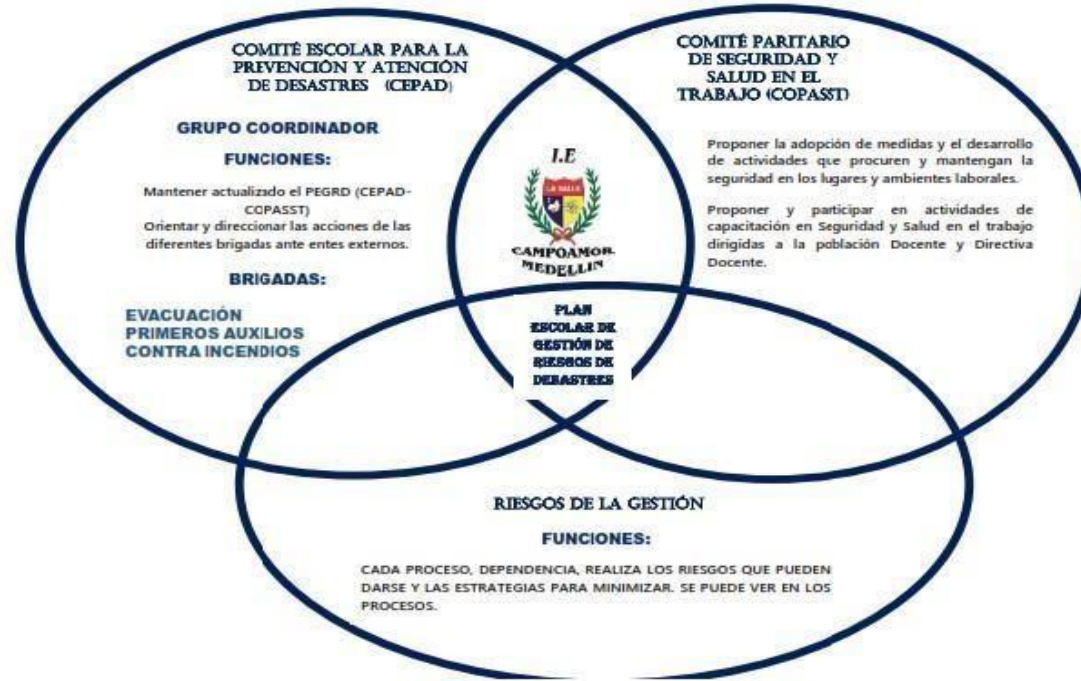 COMITÉ ESCOLAR PARA LA
PREVENCIÓN Y ATENCIÓN
DE DESASTRES (CEPAD)
GRUPO COORDINADOR
FUNCIONES:
Mantener actualizado el PEGRD (CEPAD-
COPASST)
Orientar y direccionar las acciones de las
diferentes brigadas ante entes externos.
BRIGADAS:
EVACUACIÓN
PRIMEROS AUXILIOS
CONTRA INCENDIOS
I.E
LA SALLE
CAMPOAMOR
MEDELLIN
PLAN
ESCOLAR DE
GESTIÓN DE
RIESGOS DE
DESASTRES
COMITÉ PARITARIO
DE SEGURIDAD Y
SALUD EN EL
TRABAJO (COPASST)
Proponer la adopción de medidas y el desarrollo
de actividades que procuren y mantengan la
seguridad en los lugares y ambientes laborales.
Proponer y participar en actividades de
capacitación en Seguridad y Salud en el trabajo
dirigidas a la población Docente y Directiva
Docente.
RIESGOS DE LA GESTIÓN
FUNCIONES:
CADA PROCESO, DEPENDENCIA, REALIZA LOS RIESGOS QUE PUEDEN
DARSE Y LAS ESTRATEGIAS PARA MINIMIZAR. SE PUEDE VER EN LOS
PROCESOS.